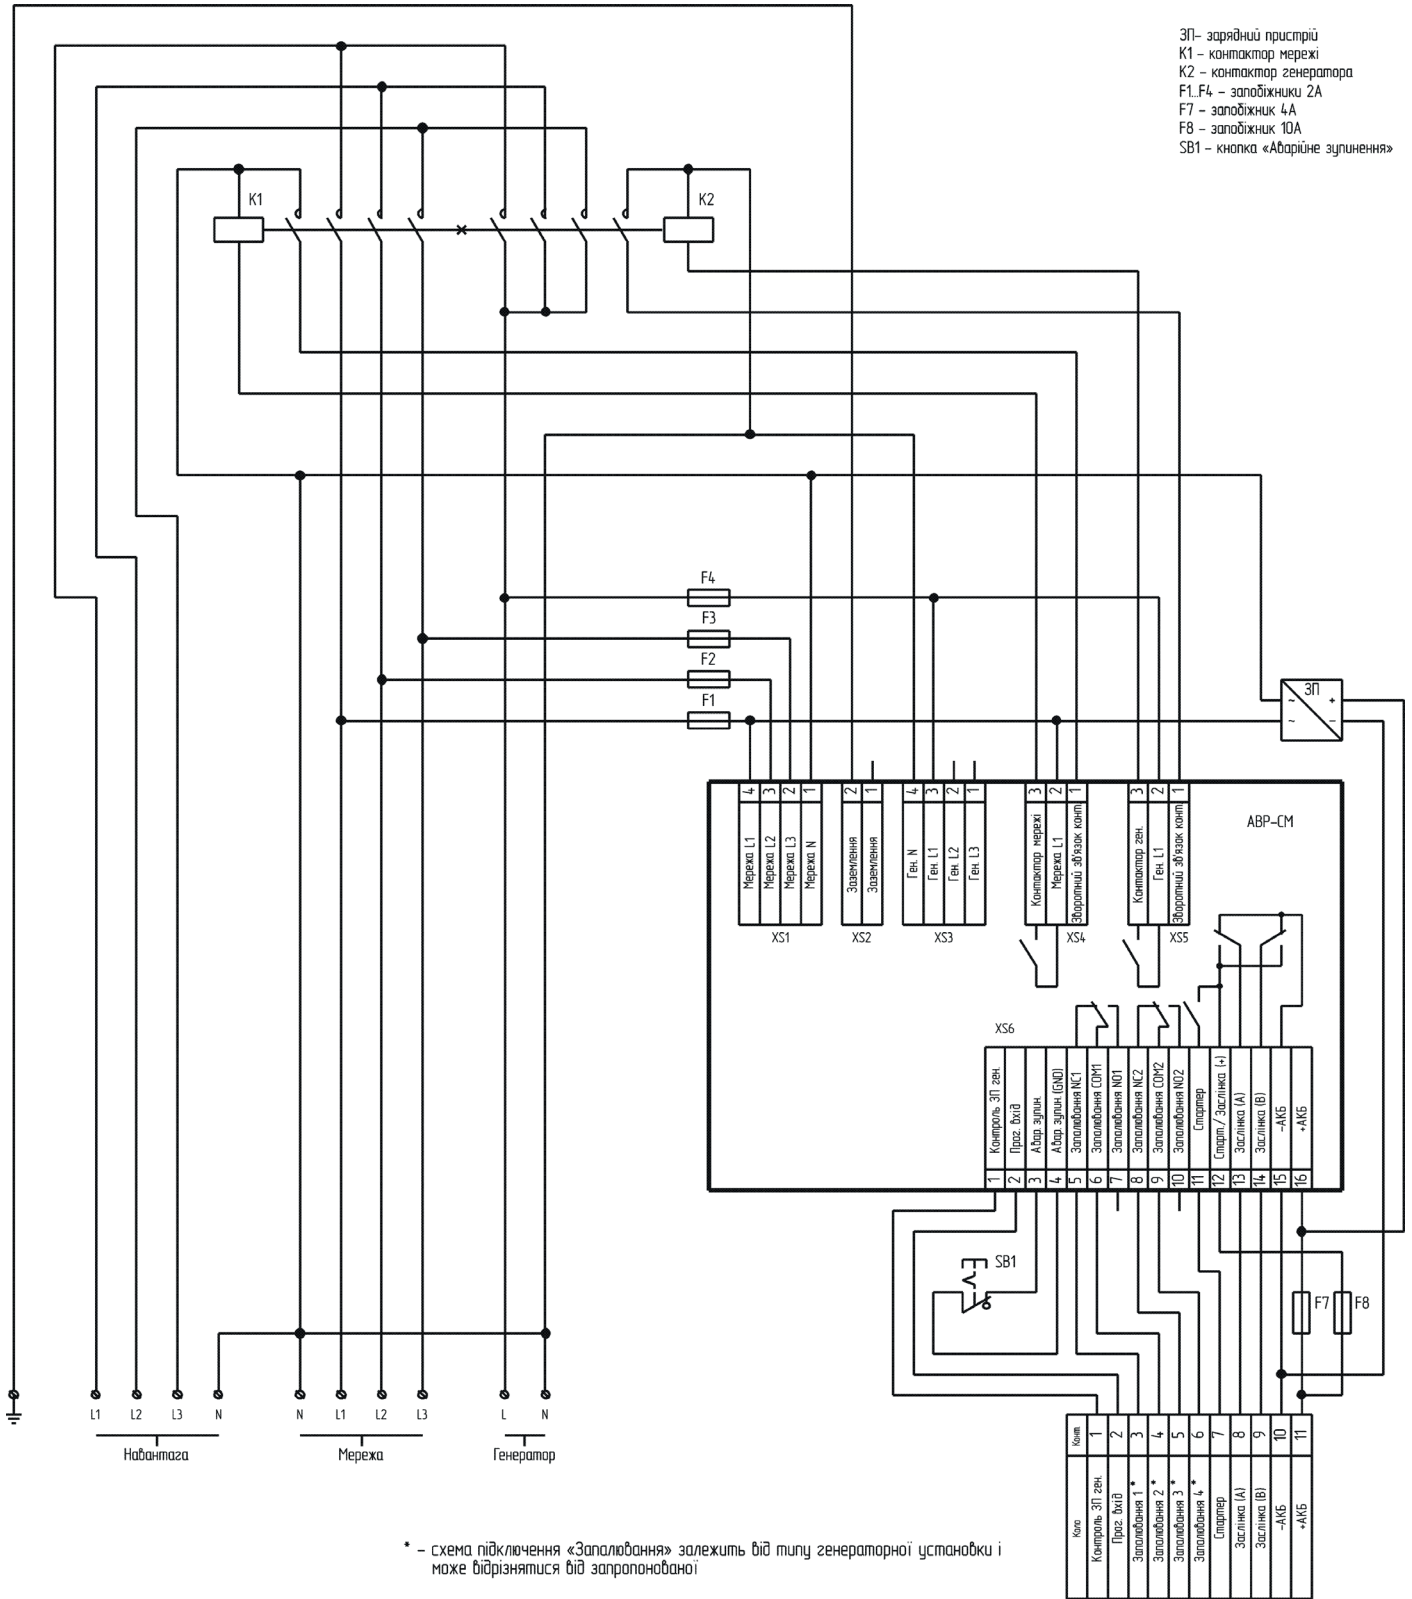 ЗП– зарядний пристрій
К1 – контактор мережі
К2 – контактор генератора
F1...F4 – запобіжники 2А
F7 – запобіжник 4А
F8 – запобіжник 10А
SB1 – кнопка «Аварійне зупинення»
К1
К2
F4
F3
F2
F1
ЗП
~ +
~ –
АВР-СМ
4 Мережа L1
3 Мережа L2
2 Мережа L3
1 Мережа N
XS1
2 Заземлення
1 Заземлення
XS2
4 Ген. N
3 Ген. L1
2 Ген. L2
1 Ген. L3
XS3
3 Контактор мережі
2 Мережа L1
1 Зворотний зв'язок конт.
XS4
3 Контактор ген.
2 Ген. L1
1 Зворотний зв'язок конт.
XS5
XS6
1 Контроль ЗП ген.
2 Прог. вхід
3 Авар. зупин.
4 Авар. зупин. (GND)
5 Запалювання NC1
6 Запалювання COM1
7 Запалювання NO1
8 Запалювання NC2
9 Запалювання COM2
10 Запалювання NO2
11 Стартер
12 Старт./ Заслінка (+)
13 Заслінка (А)
14 Заслінка (В)
15 –АКБ
16 +АКБ
SB1
F7
F8
L1 L2 L3 N
Навантага
N L1 L2 L3
Мережа
L N
Генератор
Конт. Коло
1 Контроль ЗП ген.
2 Прог. вхід
3 Запалювання 1 *
4 Запалювання 2 *
5 Запалювання 3 *
6 Запалювання 4 *
7 Стартер
8 Заслінка (А)
9 Заслінка (В)
10 –АКБ
11 +АКБ
* – схема підключення «Запалювання» залежить від типу генераторної установки і
може відрізнятися від запропонованої